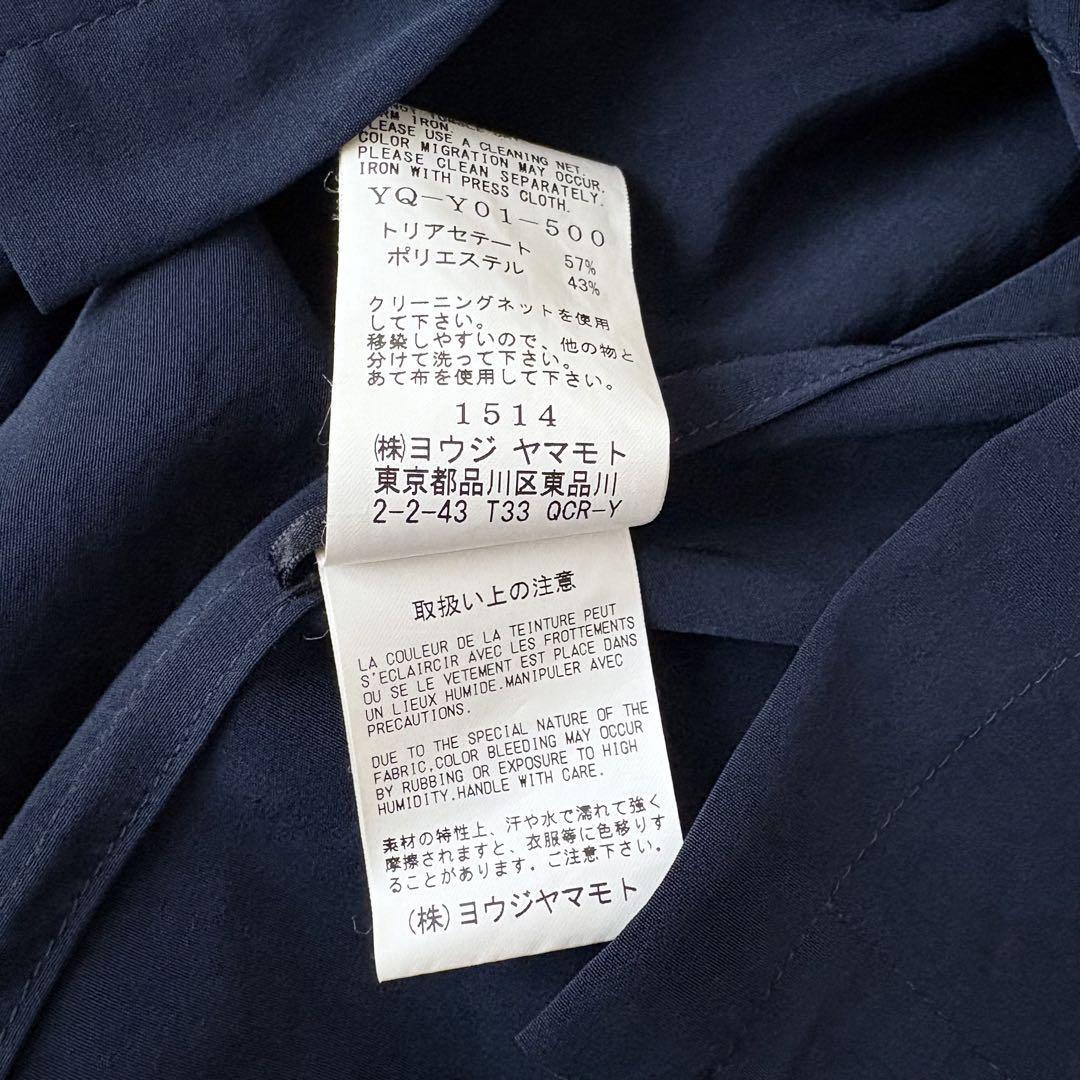 IRON.
PLEASE USE A CLEANING NET.
COLOR MIGRATION MAY OCCUR.
PLEASE CLEAN SEPARATELY.
IRON WITH PRESS CLOTH.
YQ-Y01-500
トリアセテート 57%
ポリエステル 43%
クリーニングネットを使用
して下さい。
移染しやすいので、他の物と
分けて洗って下さい。
あて布を使用して下さい。
1514
㈱ヨウジ ヤマモト
東京都品川区東品川
2-2-43 T33 QCR-Y
取扱い上の注意
LA COULEUR DE LA TEINTURE PEUT
S'ECLAIRCIR AVEC LES FROTTEMENTS
OU SE LE VETEMENT EST PLACE DANS
UN LIEUX HUMIDE.MANIPULER AVEC
PRECAUTIONS.
DUE TO THE SPECIAL NATURE OF THE
FABRIC,COLOR BLEEDING MAY OCCUR
BY RUBBING OR EXPOSURE TO HIGH
HUMIDITY.HANDLE WITH CARE.
素材の特性上、汗や水で濡れて強く
摩擦されますと、衣服等に色移りす
ることがあります。ご注意下さい。
(株)ヨウジヤマモト